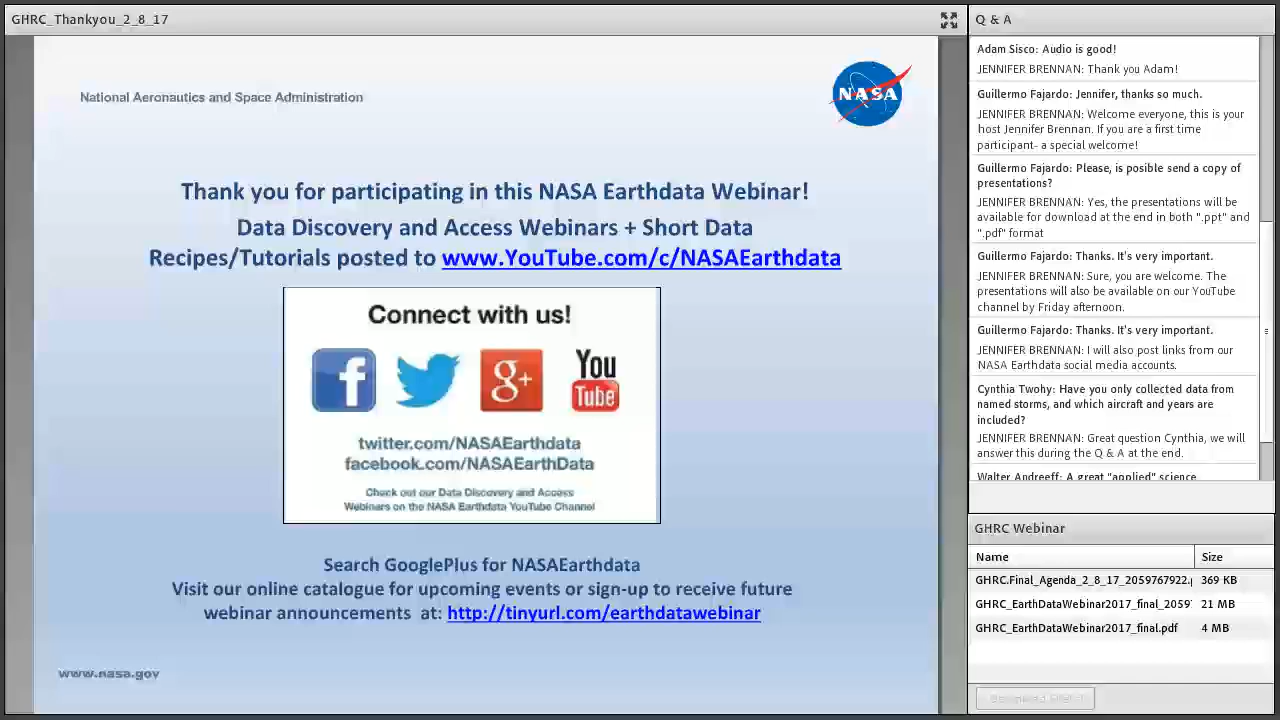 GHRC_Thankyou_2_8_17
National Aeronautics and Space Administration
NASA
Thank you for participating in this NASA Earthdata Webinar!
Data Discovery and Access Webinars + Short Data
Recipes/Tutorials posted to www.YouTube.com/c/NASAEarthdata
Connect with us!
f
g+
You
Tube
twitter.com/NASAEarthdata
facebook.com/NASAEarthData
Check out our Data Discovery and Access
Webinars on the NASA Earthdata YouTube Channel
Search GooglePlus for NASAEarthdata
Visit our online catalogue for upcoming events or sign-up to receive future
webinar announcements at: http://tinyurl.com/earthdatawebinar
www.nasa.gov
Q & A
Adam Sisco: Audio is good!
JENNIFER BRENNAN: Thank you Adam!
Guillermo Fajardo: Jennifer, thanks so much.
JENNIFER BRENNAN: Welcome everyone, this is your
host Jennifer Brennan. If you are a first time
participant- a special welcome!
Guillermo Fajardo: Please, is posible send a copy of
presentations?
JENNIFER BRENNAN: Yes, the presentations will be
available for download at the end in both ".ppt" and
".pdf" format
Guillermo Fajardo: Thanks. It's very important.
JENNIFER BRENNAN: Sure, you are welcome. The
presentations will also be available on our YouTube
channel by Friday afternoon.
Guillermo Fajardo: Thanks. It's very important.
JENNIFER BRENNAN: I will also post links from our
NASA Earthdata social media accounts.
Cynthia Twohy: Have you only collected data from
named storms, and which aircraft and years are
included?
JENNIFER BRENNAN: Great question Cynthia, we will
answer this during the Q & A at the end.
Walter Andreeff: A great "applied" science
GHRC Webinar
Name Size
GHRC.Final_Agenda_2_8_17_2059767922.p 369 KB
GHRC_EarthDataWebinar2017_final_2059 21 MB
GHRC_EarthDataWebinar2017_final.pdf 4 MB